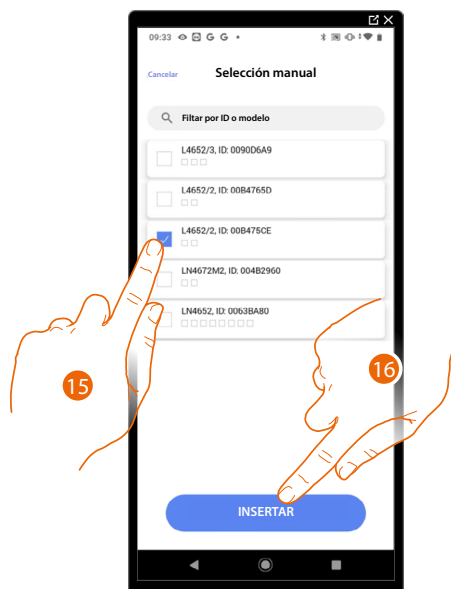 09:33 G G
Cancelar Selección manual
Filtar por ID o modelo
L4652/3, ID: 0090D6A9
L4652/2, ID: 00B4765D
L4652/2, ID: 00B475CE
LN4672M2, ID: 004B2960
LN4652, ID: 0063BA80
15
16
INSERTAR